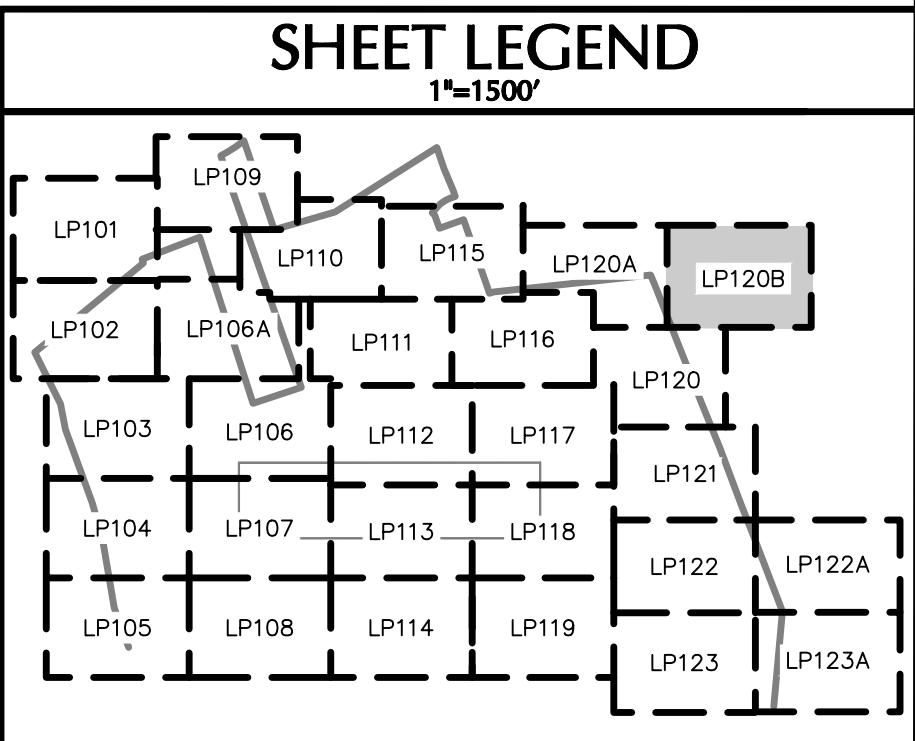 SHEET LEGEND
1"=1500'
LP109
LP101
LP110
LP115
LP120A
LP120B
LP102
LP106A
LP111
LP116
LP120
LP103
LP106
LP112
LP117
LP121
LP104
LP107
LP113
LP118
LP122
LP122A
LP105
LP108
LP114
LP119
LP123
LP123A